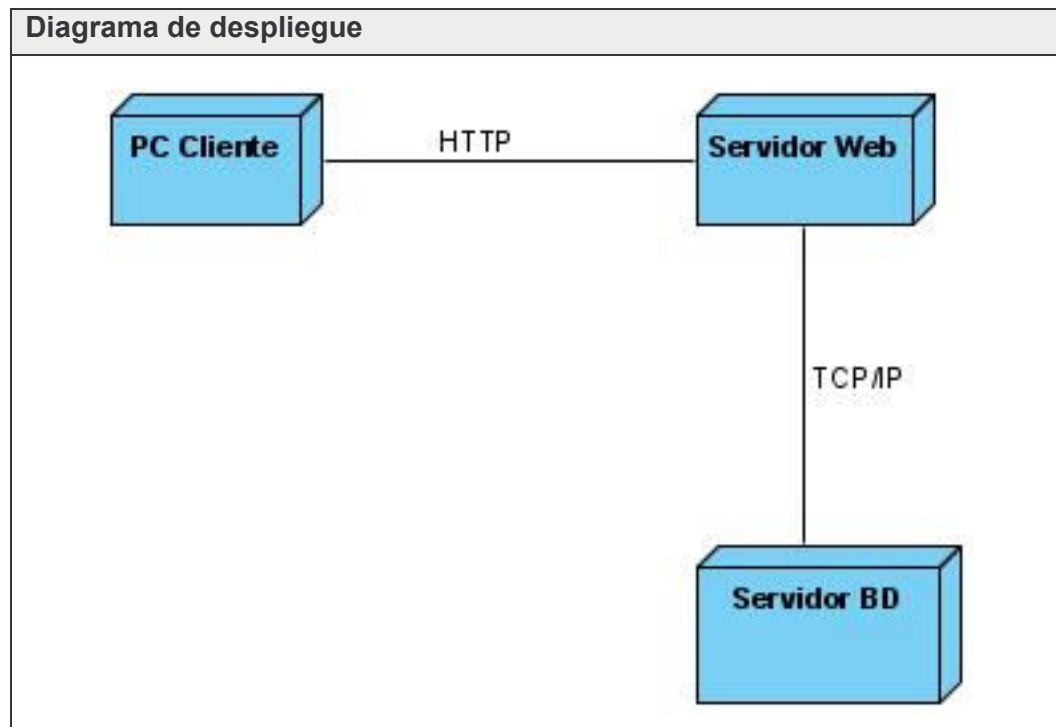 Diagrama de despliegue
PC Cliente
HTTP
Servidor Web
TCP/IP
Servidor BD